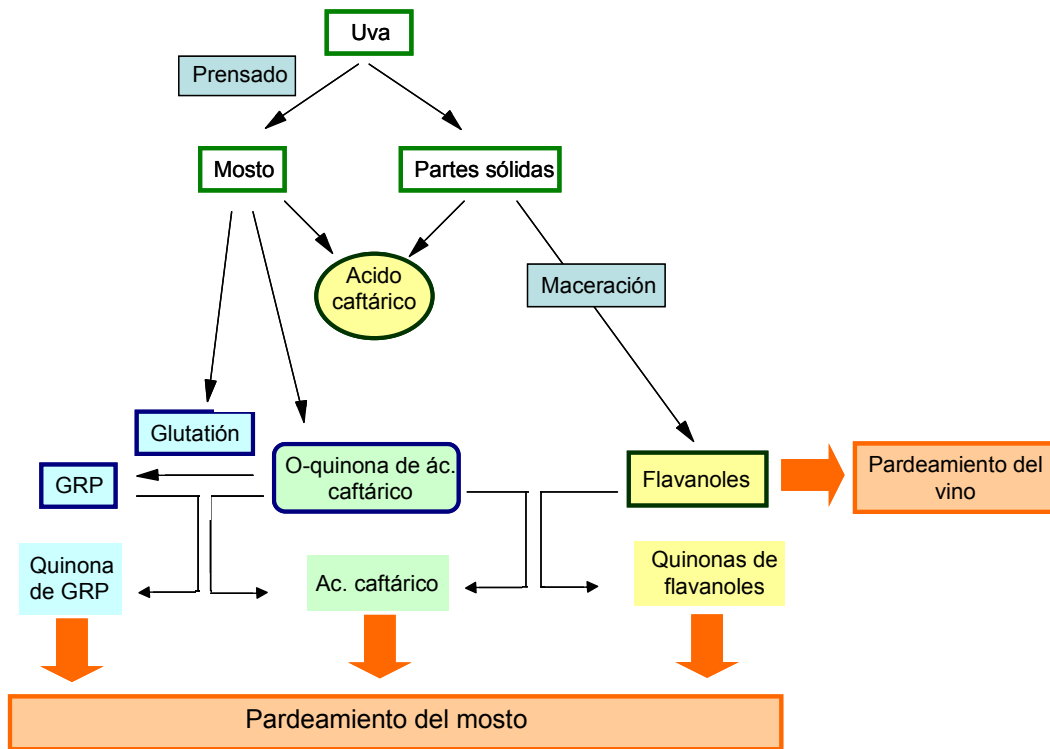 Uva
Prensado
Mosto
Partes sólidas
Acido
caftárico
Maceración
Glutatión
GRP
O-quinona de ác.
caftárico
Flavanoles
Pardeamiento del
vino
Quinona
de GRP
Ac. caftárico
Quinonas de
flavanoles
Pardeamiento del mosto